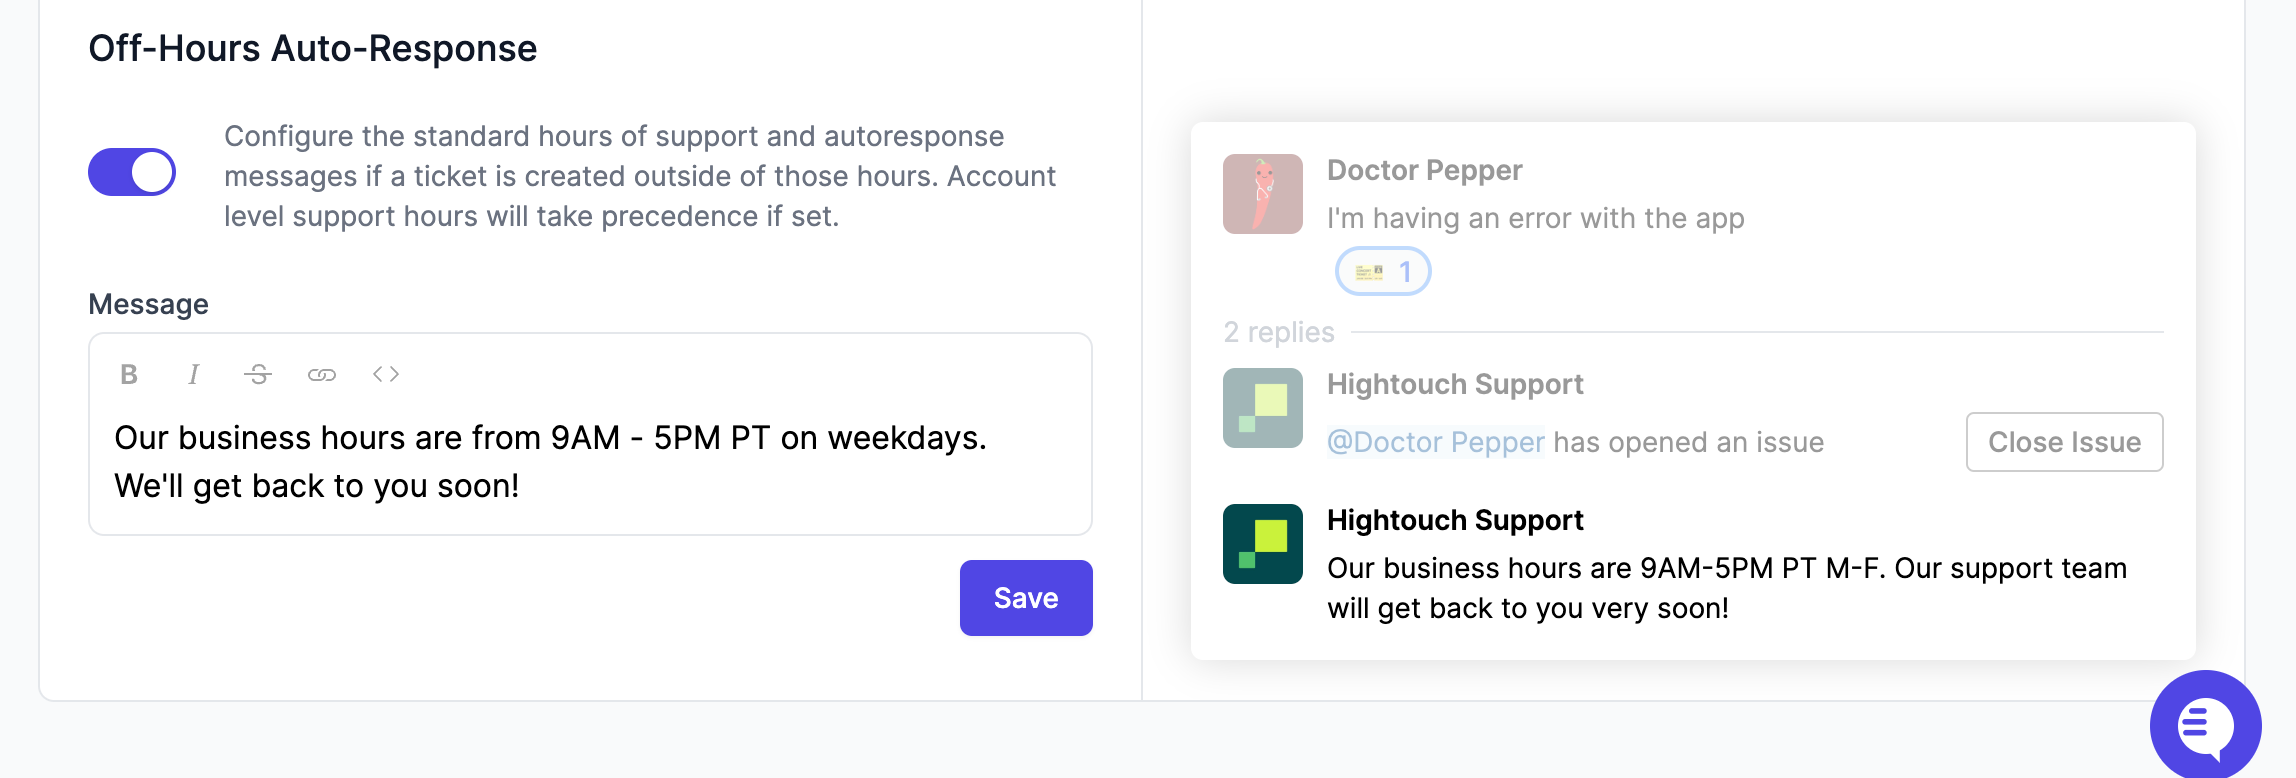 Off-Hours Auto-Response
Configure the standard hours of support and autoresponse
messages if a ticket is created outside of those hours. Account
level support hours will take precedence if set.
Message
B I S
Our business hours are from 9AM - 5PM PT on weekdays.
We'll get back to you soon!
Save
Doctor Pepper
I'm having an error with the app
1
2 replies
Hightouch Support
@Doctor Pepper has opened an issue
Close Issue
Hightouch Support
Our business hours are 9AM-5PM PT M-F. Our support team
will get back to you very soon!